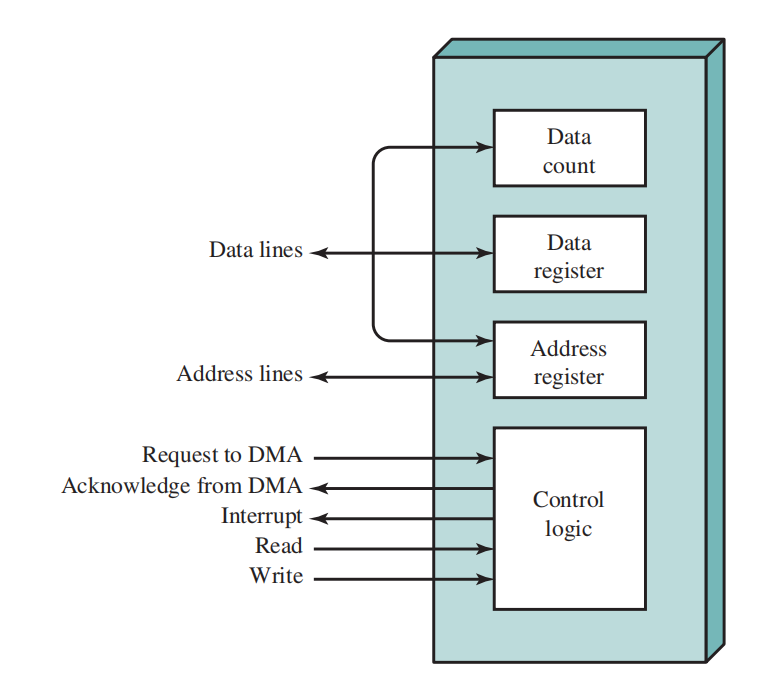 Data
count
Data lines
Data
register
Address lines
Address
register
Request to DMA
Acknowledge from DMA
Interrupt
Read
Write
Control
logic